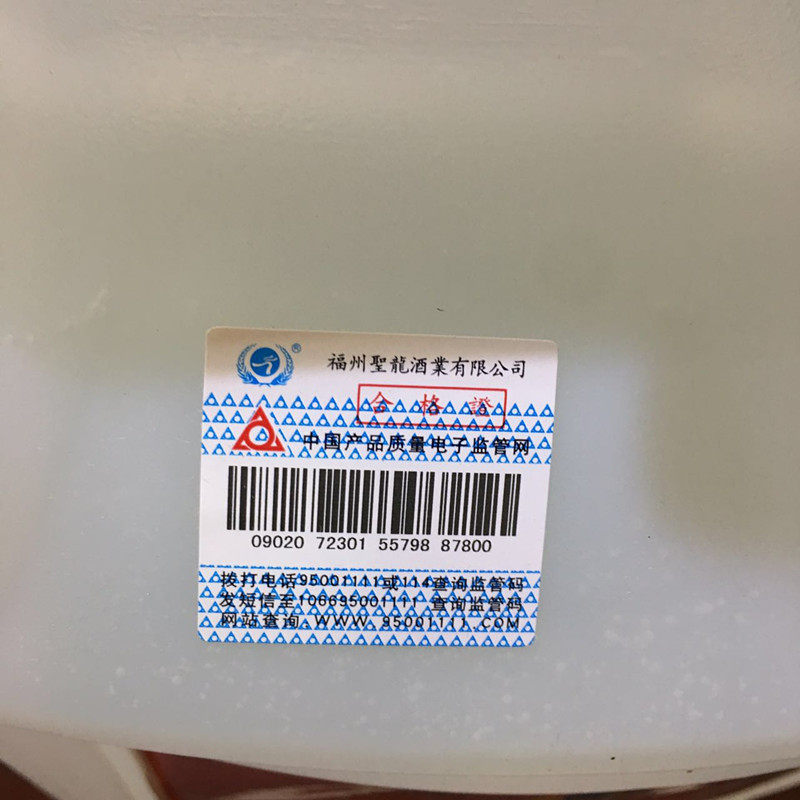 ®
福州聖龍酒業有限公司
合格證
中国产品质量电子监管网
09020 72301 55798 87800
拨打电话95001111或114查询监管码
发短信至106695001111 查询监管码
网站查询:WWW.95001111.COM